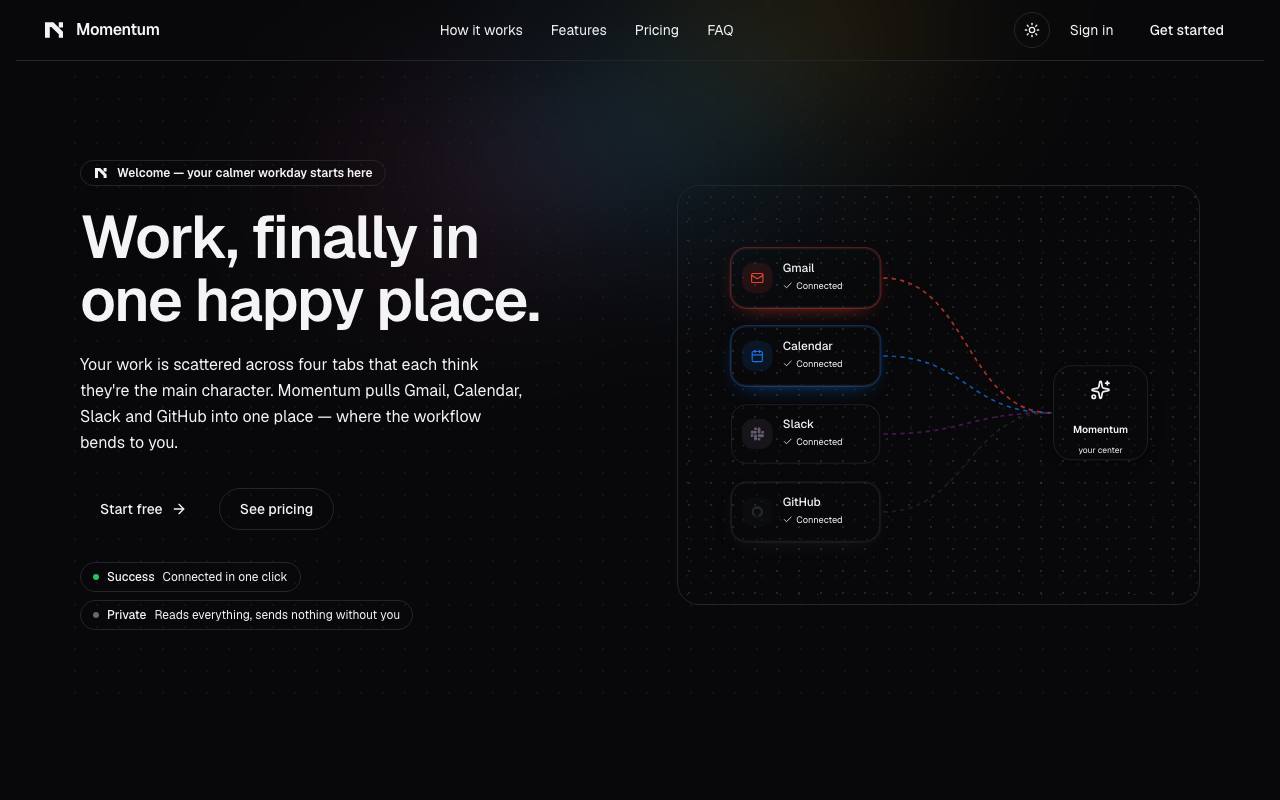 Momentum
How it works
Features
Pricing
FAQ
Sign in
Get started
Welcome — your calmer workday starts here
Work, finally in
one happy place.
Your work is scattered across four tabs that each think
they're the main character. Momentum pulls Gmail, Calendar,
Slack and GitHub into one place — where the workflow
bends to you.
Start free
See pricing
Success Connected in one click
Private Reads everything, sends nothing without you
Gmail
Connected
Calendar
Connected
Slack
Connected
GitHub
Connected
Momentum
your center